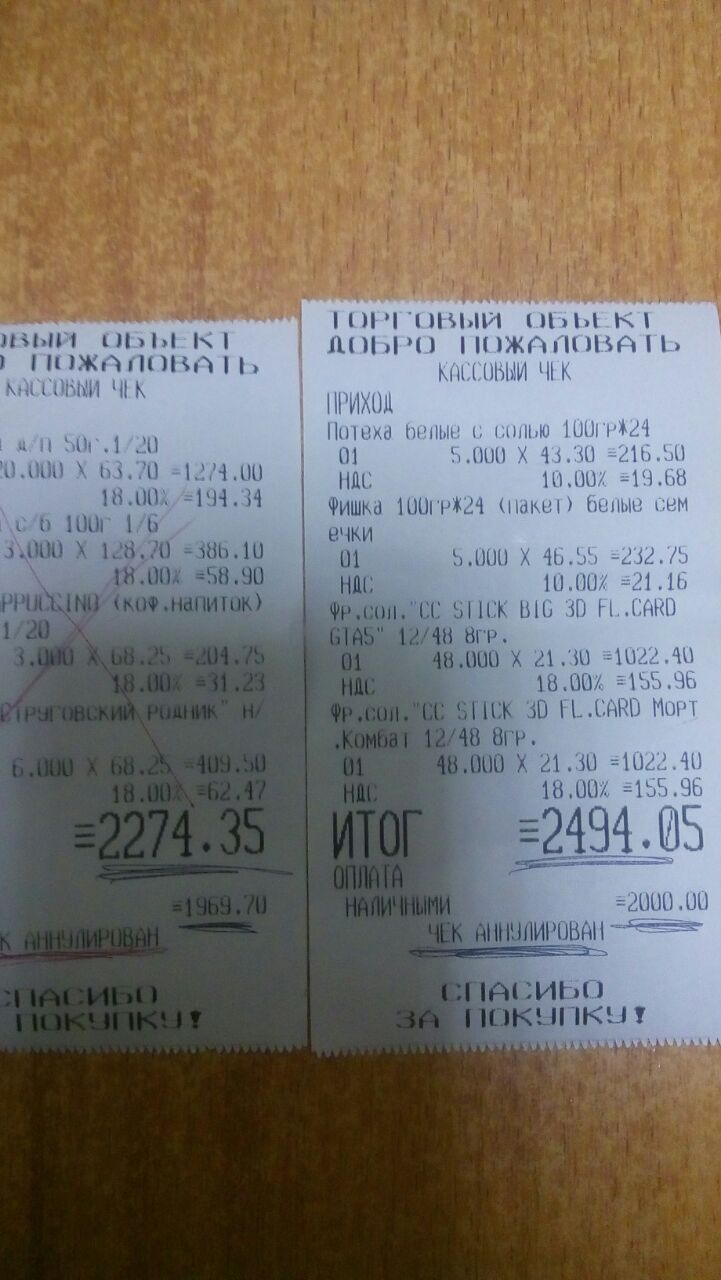 ОВЫЙ ОБЪЕКТ
О ПОЖАЛОВАТЬ
КАССОВЫЙ ЧЕК
д/п 50г.1/20
20.000 X 63.70 ≡1274.00
18.00% ≡194.34
с/б 100г 1/6
3.000 X 128.70 ≡386.10
18.00% ≡58.90
APPUCCINO (коф.напиток)
1/20
3.000 X 68.25 ≡204.75
18.00% ≡31.23
СТРУГОВСКИЙ РОДНИК" Н/
6.000 X 68.25 ≡409.50
18.00% ≡62.47
≡2274.35
≡1969.70
К АННУЛИРОВАН
СПАСИБО
ПОКУПКУ!
ТОРГОВЫЙ ОБЪЕКТ
ДОБРО ПОЖАЛОВАТЬ
КАССОВЫЙ ЧЕК
ПРИХОД
Потеха белые с солью 100гр*24
01 5.000 X 43.30 ≡216.50
НДС 10.00% ≡19.68
Фишка 100гр*24 (пакет) белые сем
ечки
01 5.000 X 46.55 ≡232.75
НДС 10.00% ≡21.16
Фр.сол."CC STICK BIG 3D FL.CARD
GTA5" 12/48 8гр.
01 48.000 X 21.30 ≡1022.40
НДС 18.00% ≡155.96
Фр.сол."CC STICK 3D FL.CARD Морт
.Комбат 12/48 8гр.
01 48.000 X 21.30 ≡1022.40
НДС 18.00% ≡155.96
ИТОГ ≡2494.05
ОПЛАТА
НАЛИЧНЫМИ ≡2000.00
ЧЕК АННУЛИРОВАН
СПАСИБО
ЗА ПОКУПКУ!